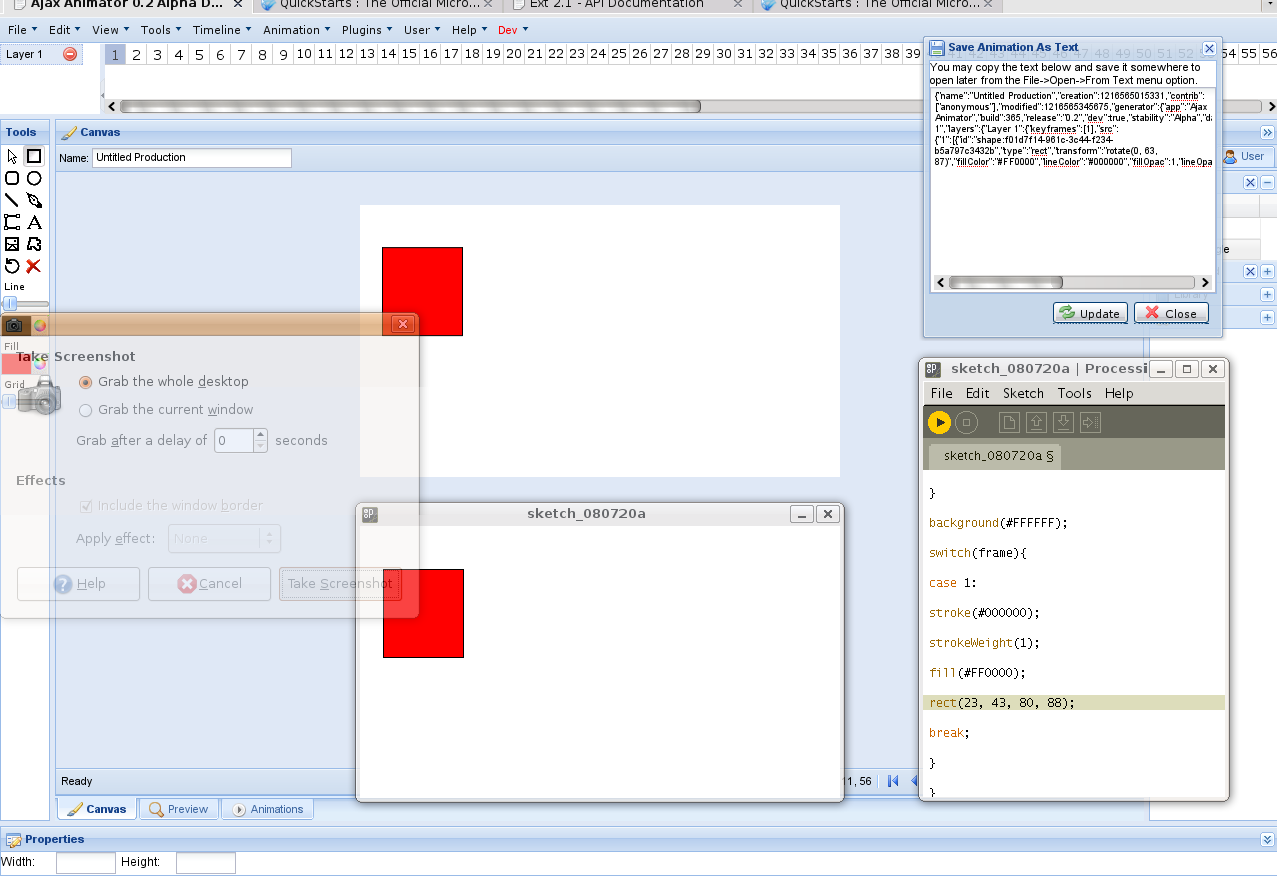 Ajax Animator 0.2 Alpha D... QuickStarts : The Official Micro... Ext 2.1 - API Documentation QuickStarts : The Official Micro...
File Edit View Tools Timeline Animation Plugins User Help Dev
Layer 1
1 2 3 4 5 6 7 8 9 10 11 12 13 14 15 16 17 18 19 20 21 22 23 24 25 26 27 28 29 30 31 32 33 34 35 36 37 38 39 54 55 56
Save Animation As Text
You may copy the text below and save it somewhere to
open later from the File->Open->From Text menu option.
{"name":"Untitled Production","creation":1216565015331,"contrib":
["anonymous"],"modified":1216565345675,"generator":{"app":"Ajax
Animator","build":365,"release":"0.2","dev":true,"stability":"Alpha","da
1","layers":{"Layer 1":{"keyframes":[1],"src":
{"1":[{"id":"shape:f01d7f14-961c-3c44-f234-
b5a797c3432b","type":"rect","transform":"rotate(0, 63,
87)","fillColor":"#FF0000","lineColor":"#000000","fillOpac":1,"lineOpa
Update Close
User
Library
Tools
Canvas
Name: Untitled Production
A
Line
Fill
Grid
Take Screenshot
Grab the whole desktop
Grab the current window
Grab after a delay of 0 seconds
Effects
Include the window border
Apply effect: None
Help Cancel Take Screenshot
sketch_080720a
sketch_080720a | Processi
File Edit Sketch Tools Help
sketch_080720a §
}
background(#FFFFFF);
switch(frame){
case 1:
stroke(#000000);
strokeWeight(1);
fill(#FF0000);
rect(23, 43, 80, 88);
break;
}
}
Ready
1, 56
Canvas Preview Animations
Properties
Width: Height: